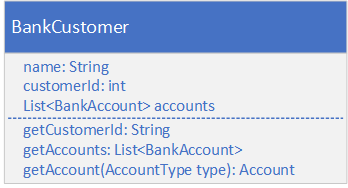 BankCustomer
name: String
customerId: int
List<BankAccount> accounts
getCustomerId: String
getAccounts: List<BankAccount>
getAccount(AccountType type): Account